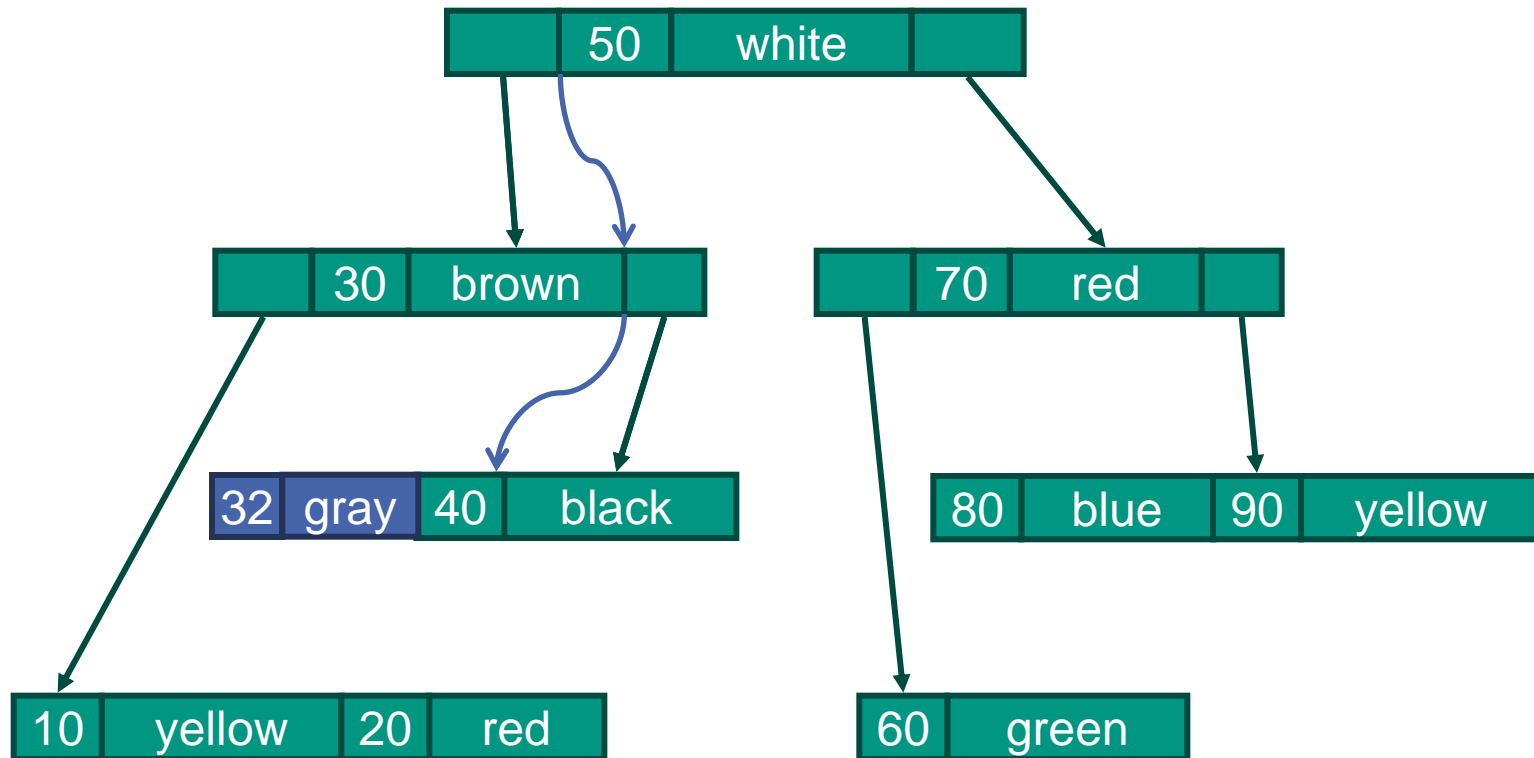 50 white
30 brown
70 red
32 gray 40 black
80 blue 90 yellow
10 yellow 20 red
60 green